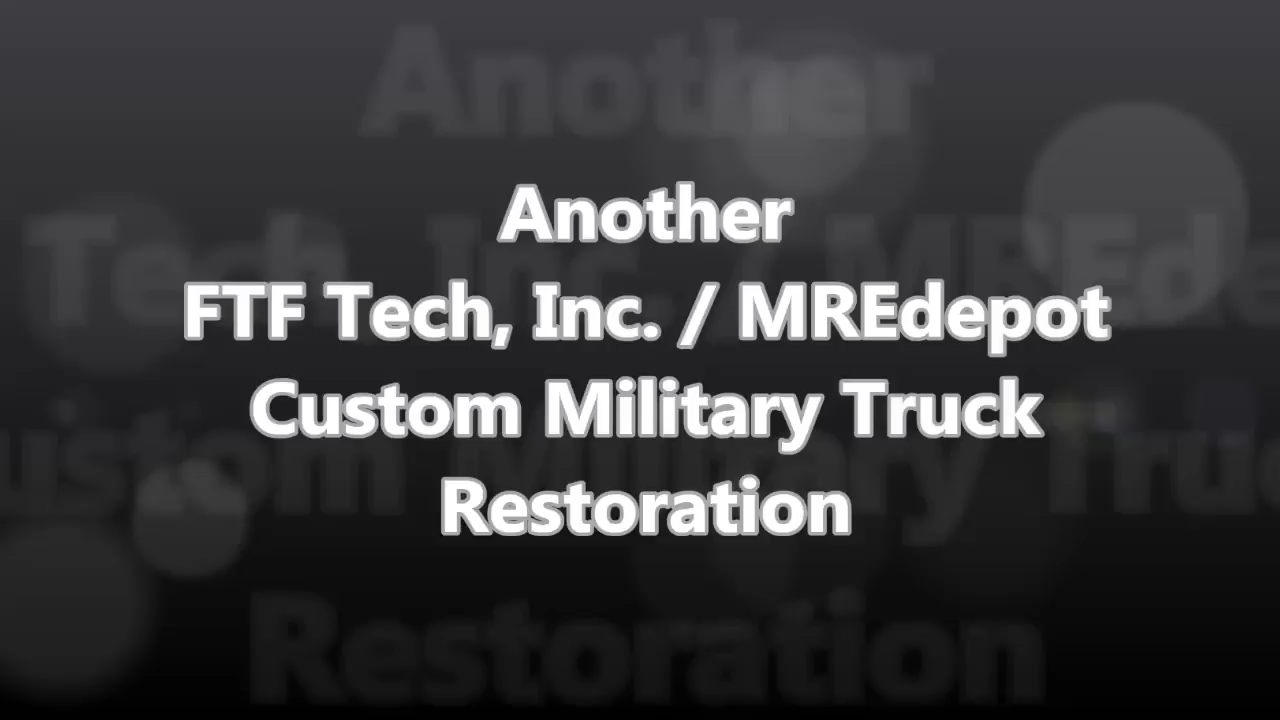 Another
FTF Tech, Inc. / MREdepot
Custom Military Truck
Restoration